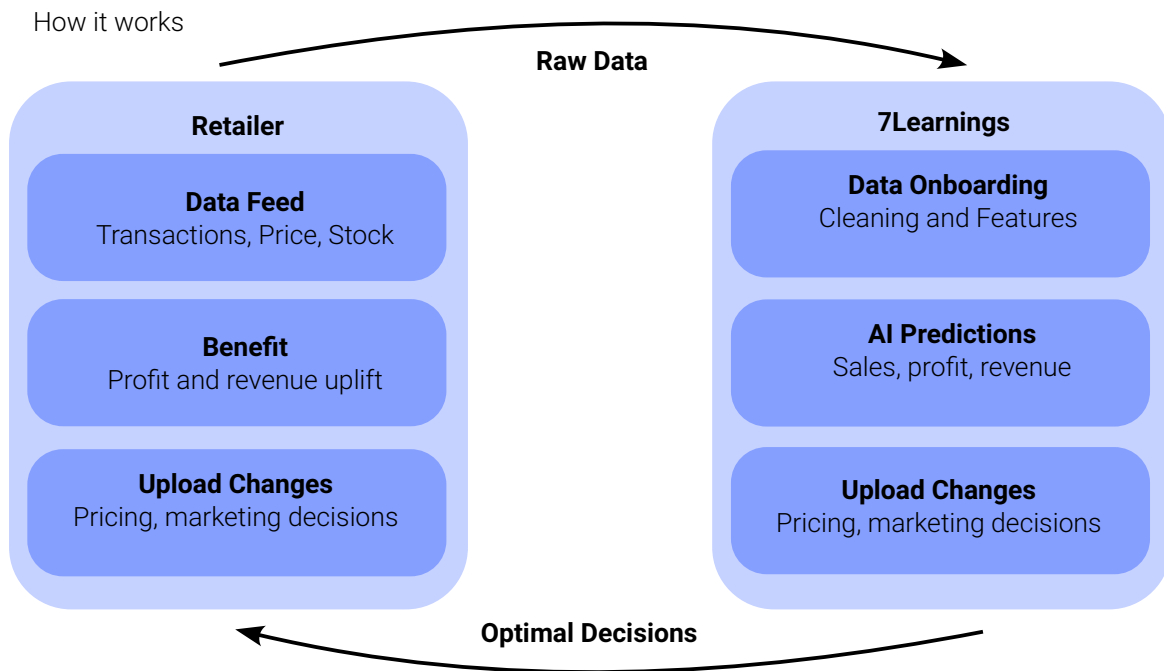 How it works
Raw Data
Retailer
Data Feed
Transactions, Price, Stock
Benefit
Profit and revenue uplift
Upload Changes
Pricing, marketing decisions
7Learnings
Data Onboarding
Cleaning and Features
AI Predictions
Sales, profit, revenue
Upload Changes
Pricing, marketing decisions
Optimal Decisions